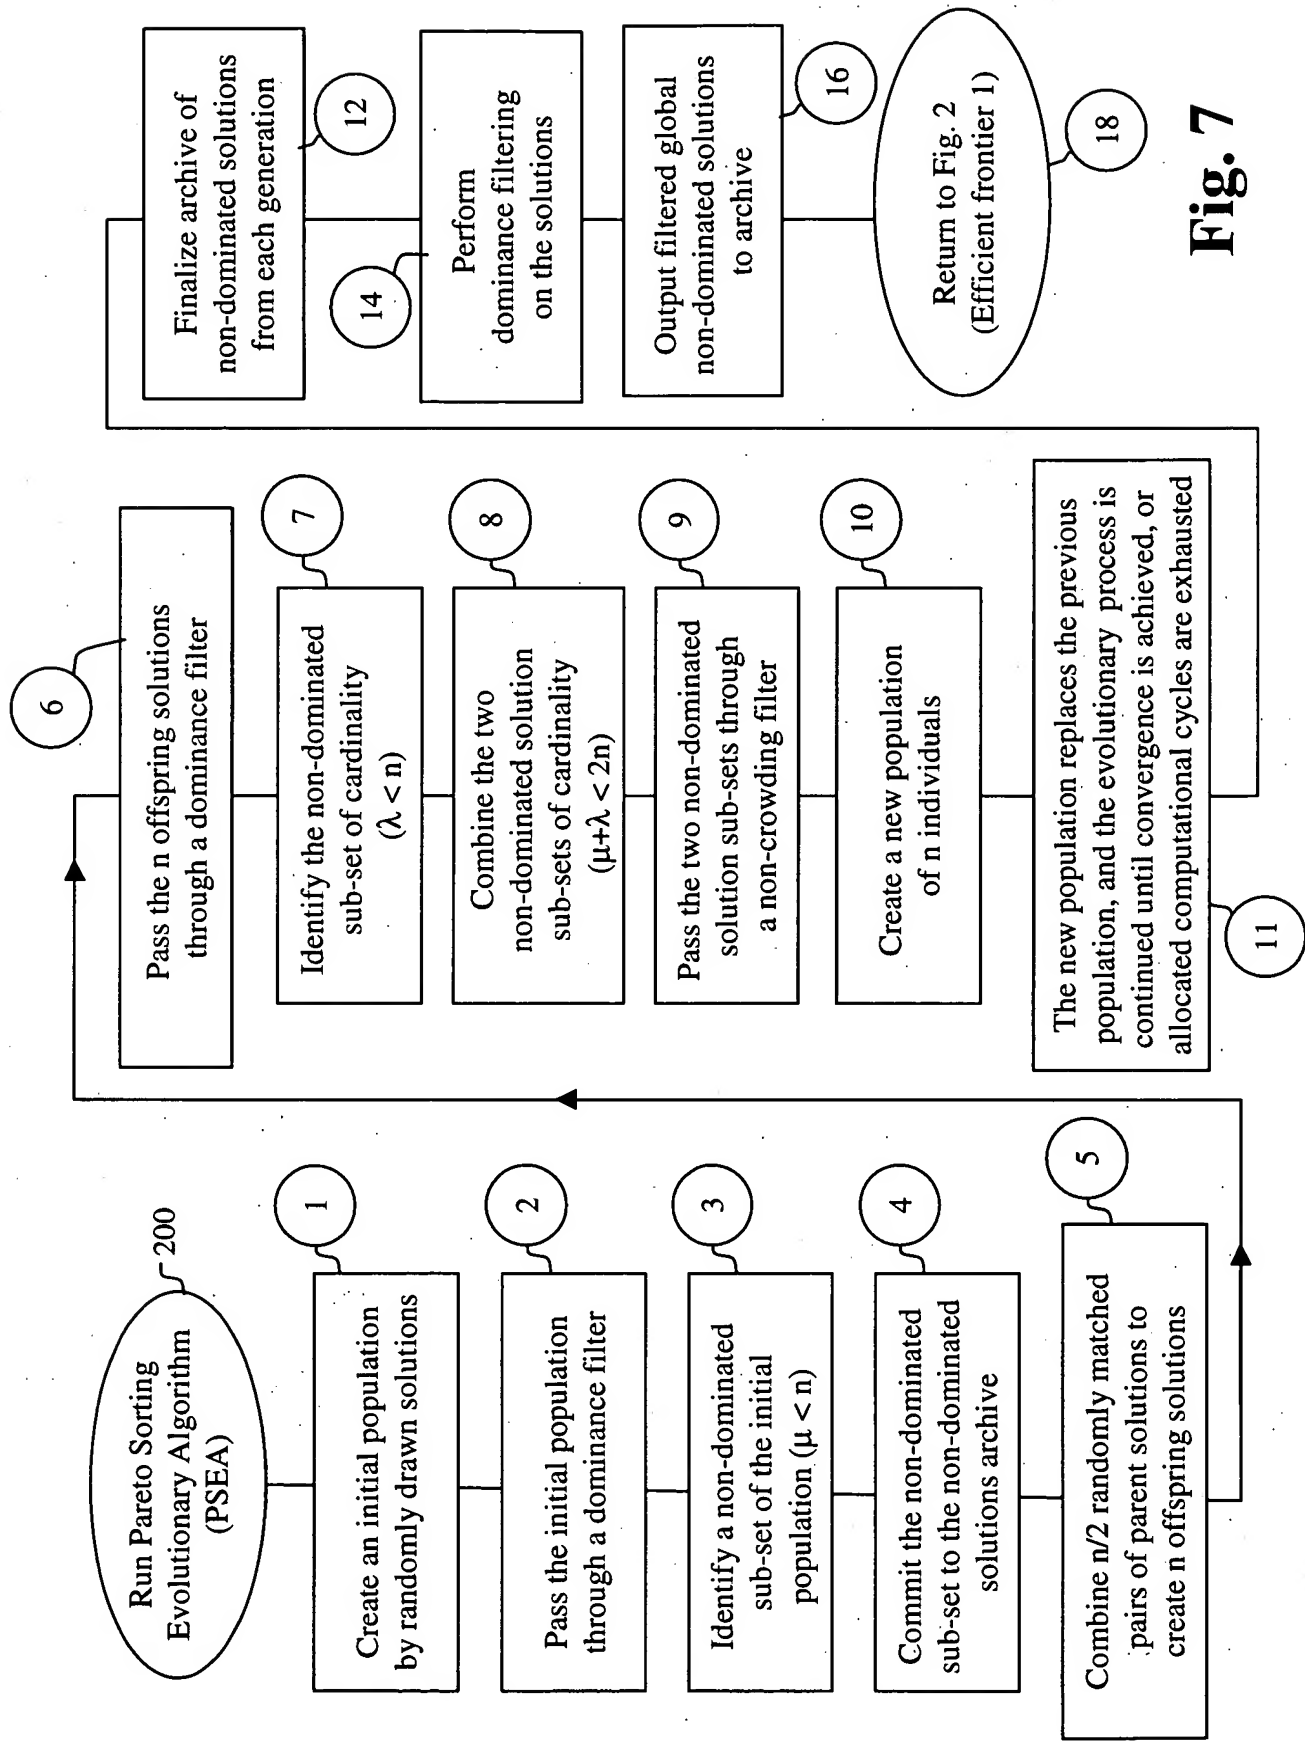 Run Pareto Sorting
Evolutionary Algorithm
(PSEA)
200
Create an initial population
by randomly drawn solutions
1
Pass the initial population
through a dominance filter
2
Identify a non-dominated
sub-set of the initial
population (μ < n)
3
Commit the non-dominated
sub-set to the non-dominated
solutions archive
4
Combine n/2 randomly matched
pairs of parent solutions to
create n offspring solutions
5
6
Pass the n offspring solutions
through a dominance filter
Identify the non-dominated
sub-set of cardinality
(λ < n)
7
Combine the two
non-dominated solution
sub-sets of cardinality
(μ+λ < 2n)
8
Pass the two non-dominated
solution sub-sets through
a non-crowding filter
9
Create a new population
of n individuals
10
The new population replaces the previous
population, and the evolutionary process is
continued until convergence is achieved, or
allocated computational cycles are exhausted
11
Finalize archive of
non-dominated solutions
from each generation
12
14
Perform
dominance filtering
on the solutions
Output filtered global
non-dominated solutions
to archive
16
Return to Fig. 2
(Efficient frontier 1)
18
Fig. 7